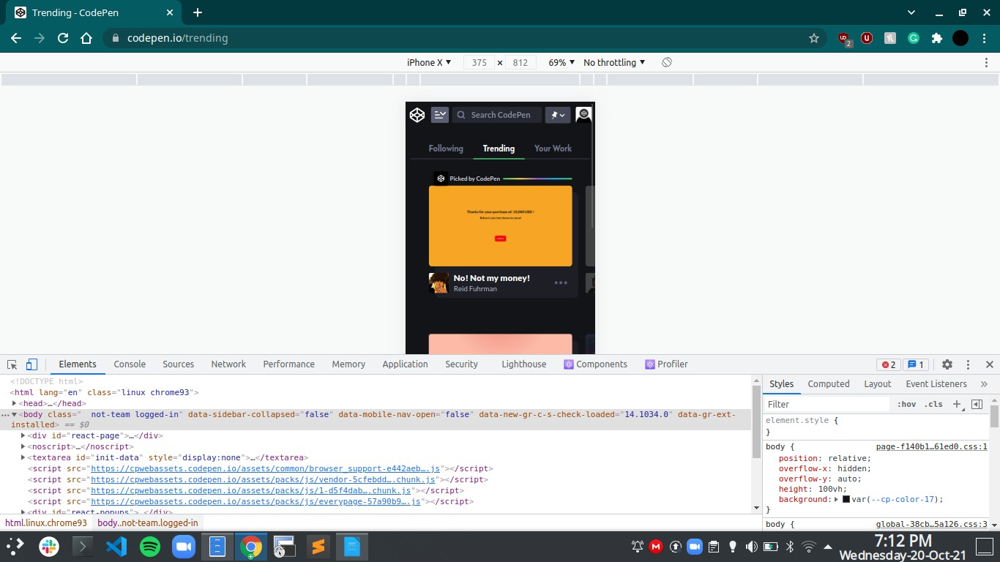 Trending - CodePen
codepen.io/trending
2
iPhone X ▼ 375 × 812 69% ▼ No throttling ▼
Search CodePen
Following Trending Your Work
Picked by CodePen
Thanks for your purchase of: 15,000 USD !
No! Not my money!
Reid Fuhrman
Elements Console Sources Network Performance Memory Application Security Lighthouse Components Profiler 2 1
<!DOCTYPE html>
<html lang="en" class="linux chrome93">
▶<head>…</head>
…▼<body class="  not-team logged-in" data-sidebar-collapsed="false" data-mobile-nav-open="false" data-new-gr-c-s-check-loaded="14.1034.0" data-gr-ext-
installed> == $0
▶<div id="react-page">…</div>
▶<noscript>…</noscript>
▶<textarea id="init-data" style="display:none">…</textarea>
<script src="https://cpwebassets.codepen.io/assets/common/browser_support-e442aeb….js"></script>
<script src="https://cpwebassets.codepen.io/assets/packs/js/vendor-5cfebdd….chunk.js"></script>
<script src="https://cpwebassets.codepen.io/assets/packs/js/1-d5f4dab….chunk.js"></script>
<script src="https://cpwebassets.codepen.io/assets/packs/js/everypage-57a90b9….js"></script>
▶<div id="react-popups">…</div>
html.linux.chrome93 body..not-team.logged-in
Styles Computed Layout Event Listeners »
Filter :hov .cls +
element.style {
}
body { page-f140b1…61ed0.css:1
position: relative;
overflow-x: hidden;
overflow-y: auto;
height: 100vh;
background:▶ var(--cp-color-17);
}
body { global-38cb…5a126.css:3
7:12 PM
Wednesday-20-Oct-21